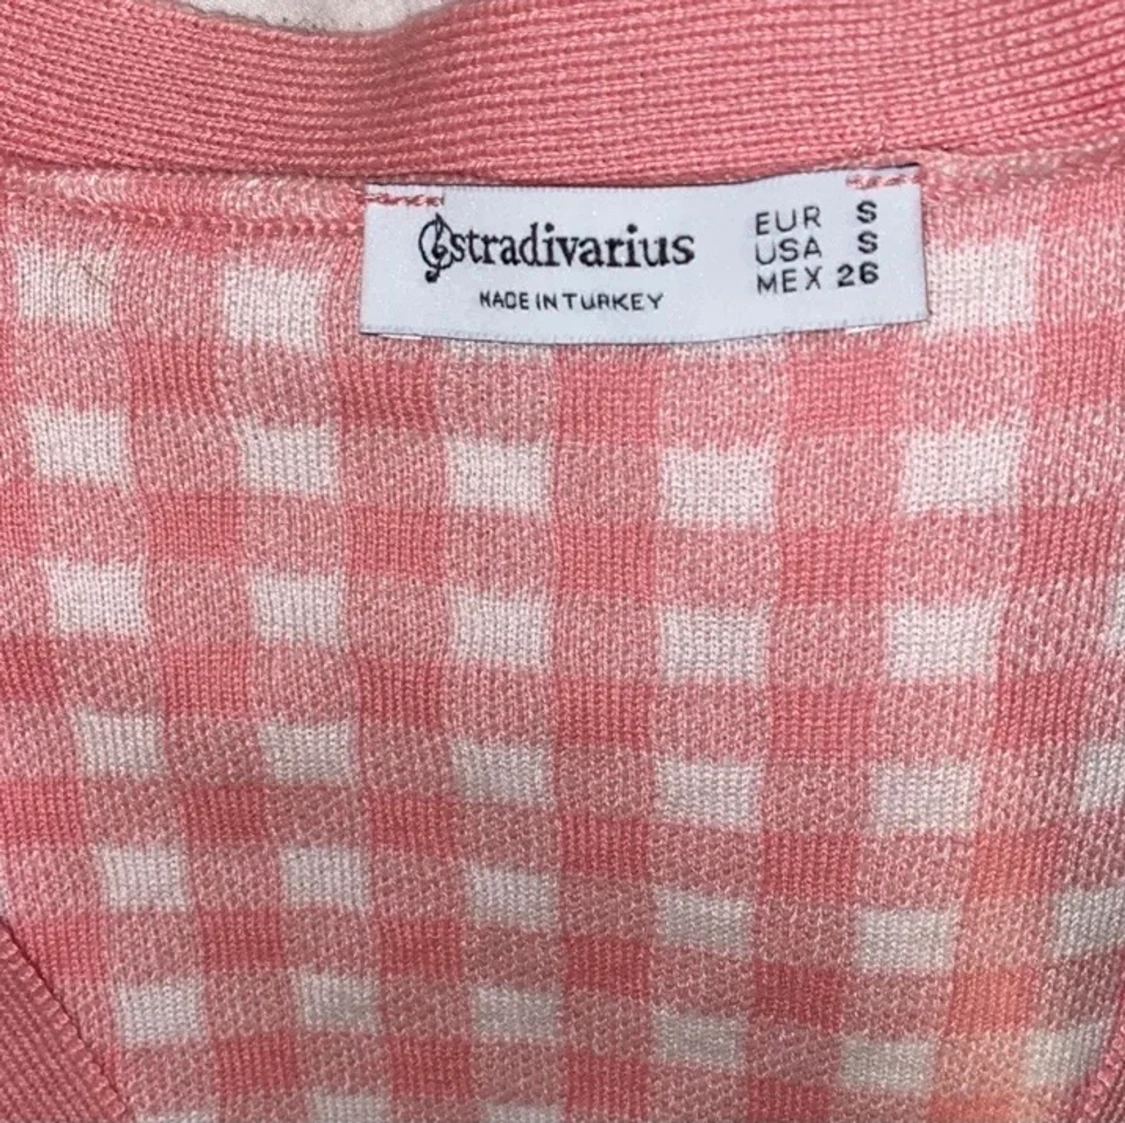 stradivarius
MADE IN TURKEY
EUR S
USA S
MEX 26